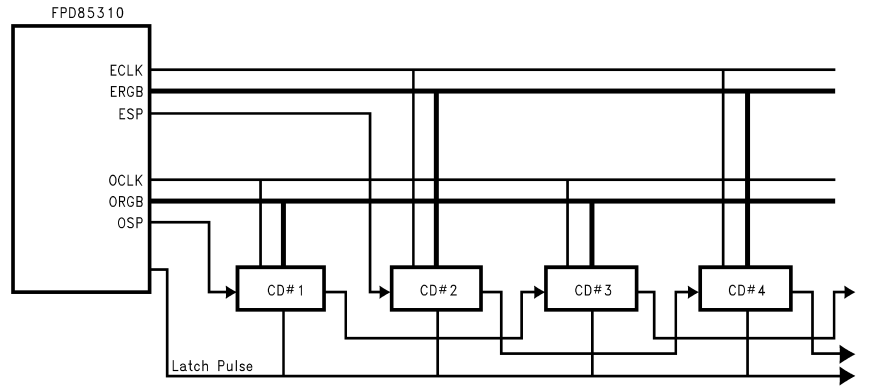 FPD85310
ECLK
ERGB
ESP
OCLK
ORGB
OSP
CD#1
CD#2
CD#3
CD#4
Latch Pulse